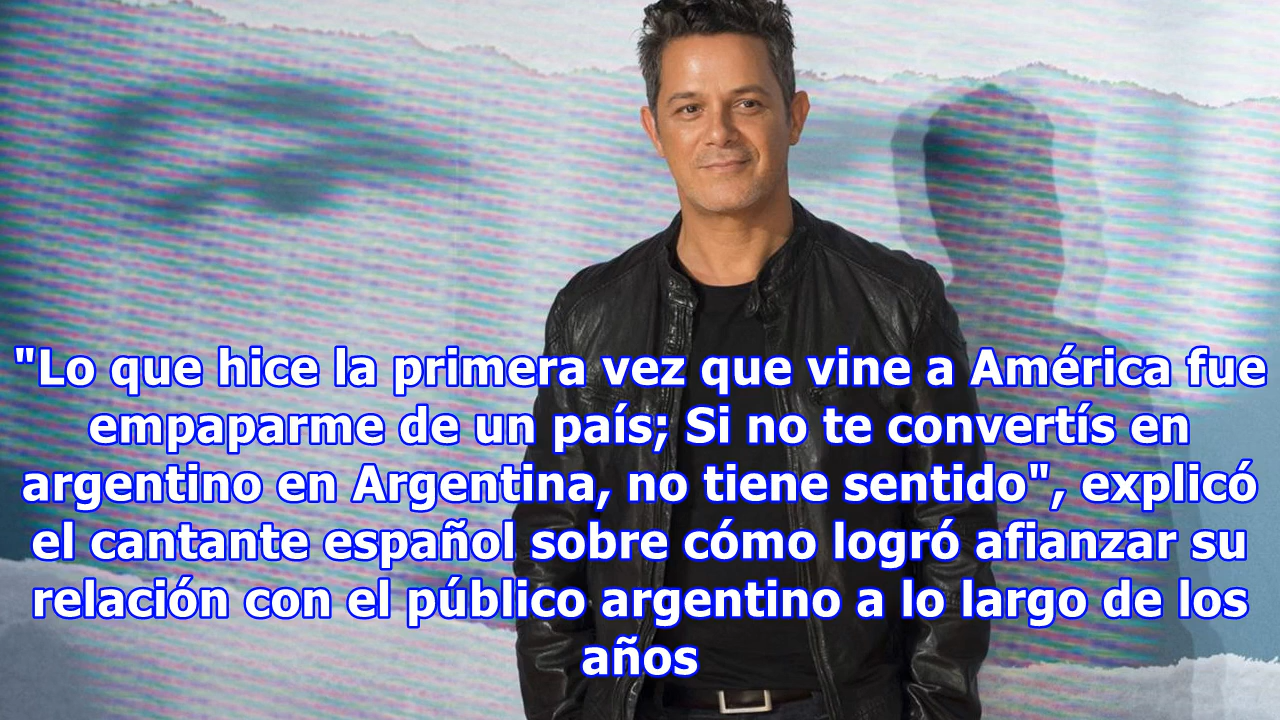 "Lo que hice la primera vez que vine a América fue
empaparme de un país; Si no te convertís en
argentino en Argentina, no tiene sentido", explicó
el cantante español sobre cómo logró afianzar su
relación con el público argentino a lo largo de los
años